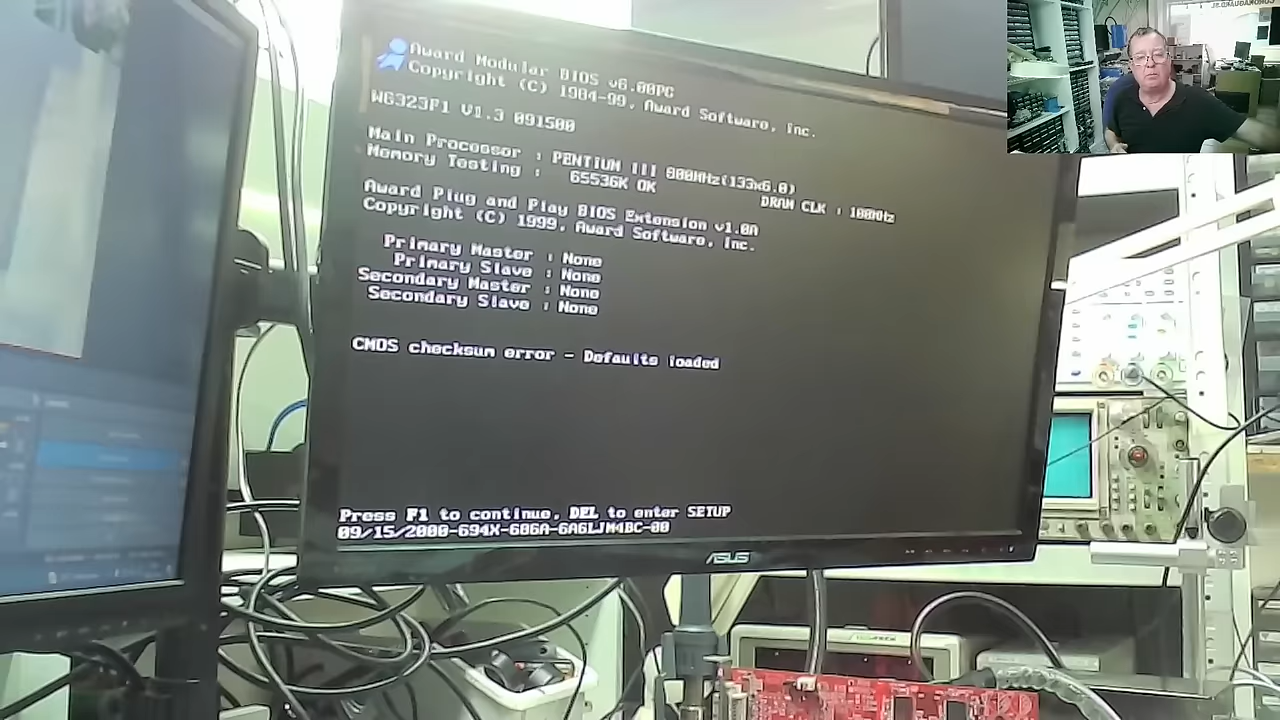 Award Modular BIOS v6.00PG
Copyright (C) 1984-99, Award Software, Inc.
W6323F1 V1.3 091500
Main Processor : PENTIUM III 800MHz(133x6.0)
Memory Testing : 65536K OK
DRAM CLK : 100MHz
Award Plug and Play BIOS Extension v1.0A
Copyright (C) 1999, Award Software, Inc.
Primary Master : None
Primary Slave : None
Secondary Master : None
Secondary Slave : None
CMOS checksum error - Defaults loaded
Press F1 to continue, DEL to enter SETUP
09/15/2000-694X-686A-6A6LJM4BC-00
ASUS